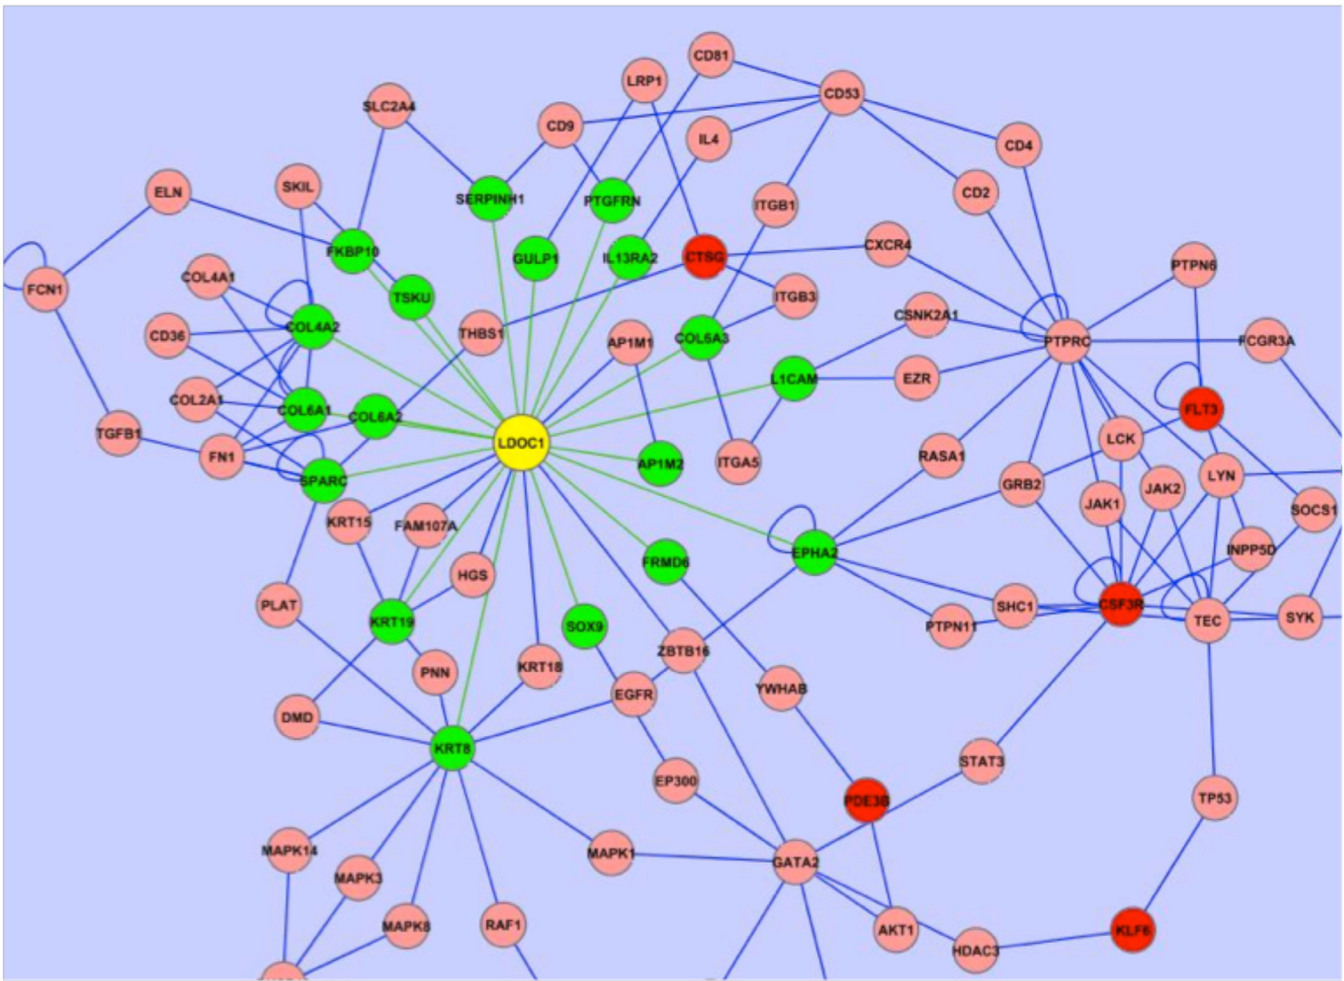 CD81
LRP1
CD53
SLC2A4
CD9
IL4
CD4
ELN
SKIL
SERPINH1
PTGFRN
ITGB1
CD2
FKBP10
GULP1
IL13RA2
CTSG
CXCR4
PTPN6
COL4A1
FCN1
TSKU
ITGB3
CSNK2A1
COL4A2
CD36
THBS1
AP1M1
COL6A3
PTPRC
FCGR3A
L1CAM
EZR
COL2A1
COL6A1
COL6A2
FLT3
TGFB1
LDOC1
LCK
FN1
AP1M2
ITGA5
RASA1
SPARC
GRB2
JAK1
JAK2
LYN
SOCS1
KRT15
FAM107A
EPHA2
INPP5D
FRMD6
HGS
PLAT
SHC1
CSF3R
KRT19
SOX9
PTPN11
TEC
SYK
ZBTB16
PNN
KRT18
EGFR
YWHAB
DMD
KRT8
STAT3
EP300
PDE3B
TP53
MAPK14
MAPK1
GATA2
MAPK3
MAPK8
RAF1
AKT1
HDAC3
KLF6